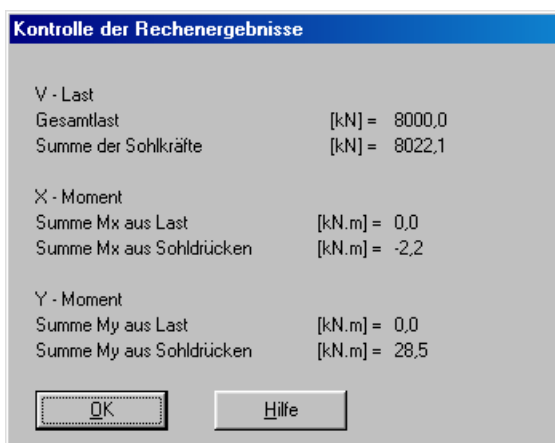 Kontrolle der Rechenergebnisse
V - Last
Gesamtlast [kN] = 8000,0
Summe der Sohlkräfte [kN] = 8022,1
X - Moment
Summe Mx aus Last [kN.m] = 0,0
Summe Mx aus Sohldrücken [kN.m] = -2,2
Y - Moment
Summe My aus Last [kN.m] = 0,0
Summe My aus Sohldrücken [kN.m] = 28,5
OK Hilfe